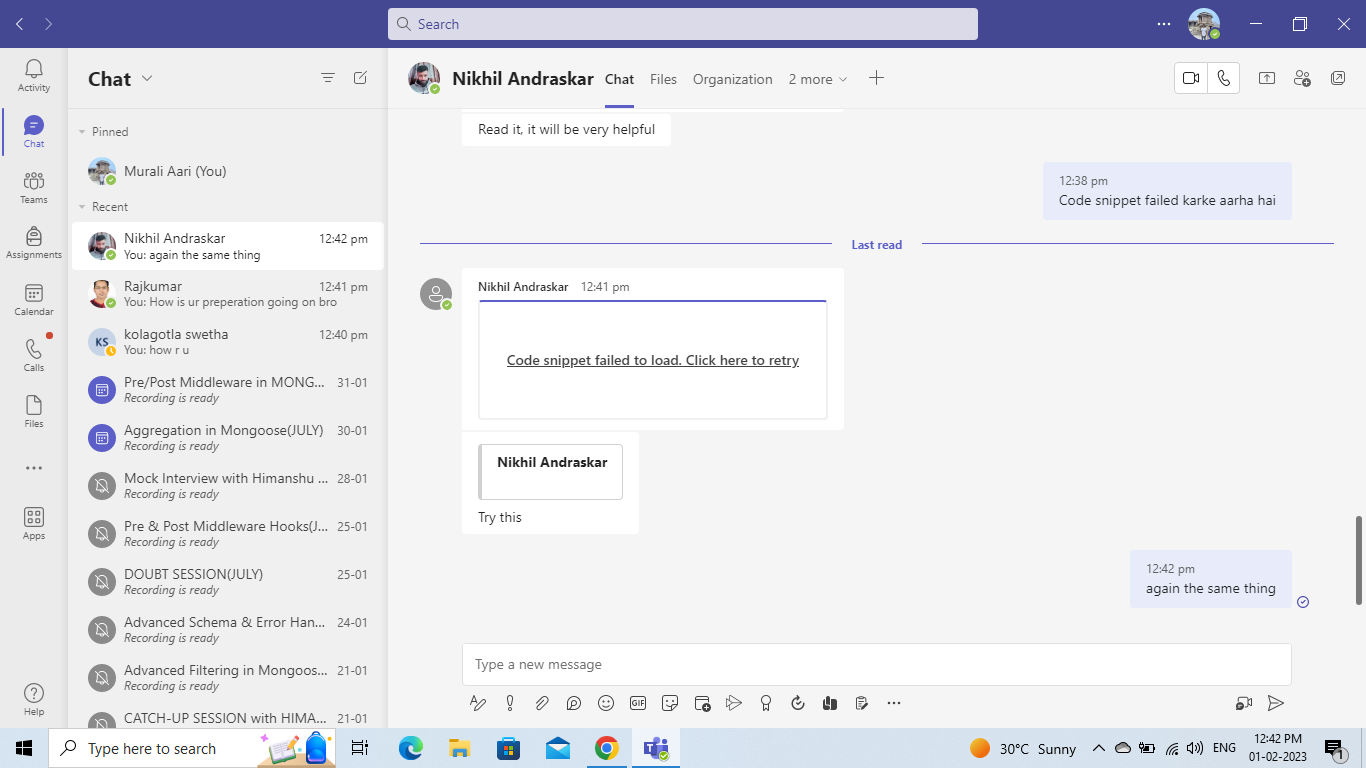 Search
Activity
Chat
Teams
Assignments
Calendar
Calls
Files
Apps
Help
Chat
Pinned
Murali Aari (You)
Recent
Nikhil Andraskar 12:42 pm
You: again the same thing
Rajkumar 12:41 pm
You: How is ur preperation going on bro
KS
kolagotla swetha 12:40 pm
You: how r u
Pre/Post Middleware in MONG... 31-01
Recording is ready
Aggregation in Mongoose(JULY) 30-01
Recording is ready
Mock Interview with Himanshu ... 28-01
Recording is ready
Pre & Post Middleware Hooks(J... 25-01
Recording is ready
DOUBT SESSION(JULY) 25-01
Recording is ready
Advanced Schema & Error Han... 24-01
Recording is ready
Advanced Filtering in Mongoos... 21-01
Recording is ready
CATCH-UP SESSION with HIMA... 21-01
Nikhil Andraskar Chat Files Organization 2 more
Read it, it will be very helpful
12:38 pm
Code snippet failed karke aarha hai
Last read
Nikhil Andraskar 12:41 pm
Code snippet failed to load. Click here to retry
Nikhil Andraskar
Try this
12:42 pm
again the same thing
Type a new message
GIF
Type here to search
30°C Sunny
ENG
12:42 PM
01-02-2023
1